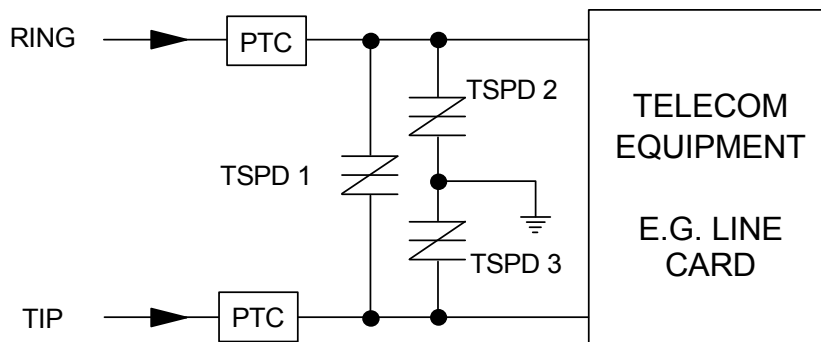 RING
PTC
TSPD 2
TELECOM
EQUIPMENT
TSPD 1
E.G. LINE
CARD
TSPD 3
TIP
PTC